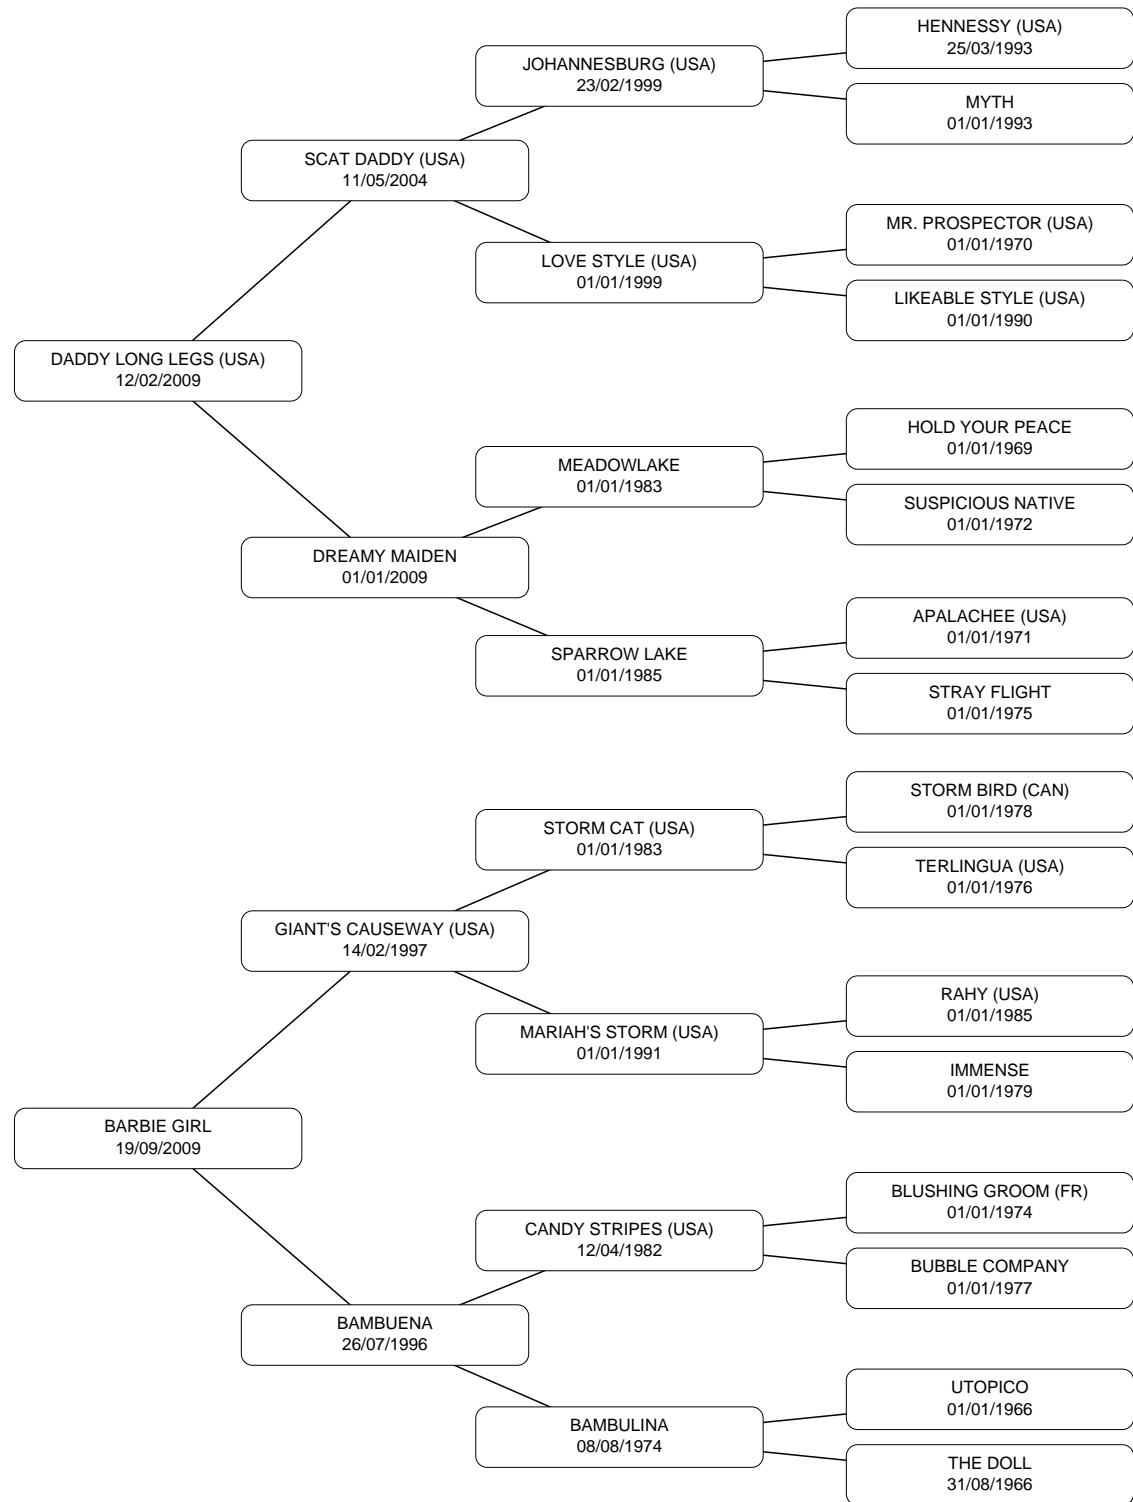 HENNESSY (USA)
25/03/1993
JOHANNESBURG (USA)
23/02/1999
MYTH
01/01/1993
SCAT DADDY (USA)
11/05/2004
MR. PROSPECTOR (USA)
01/01/1970
LOVE STYLE (USA)
01/01/1999
LIKEABLE STYLE (USA)
01/01/1990
DADDY LONG LEGS (USA)
12/02/2009
HOLD YOUR PEACE
01/01/1969
MEADOWLAKE
01/01/1983
SUSPICIOUS NATIVE
01/01/1972
DREAMY MAIDEN
01/01/2009
APALACHEE (USA)
01/01/1971
SPARROW LAKE
01/01/1985
STRAY FLIGHT
01/01/1975
STORM BIRD (CAN)
01/01/1978
STORM CAT (USA)
01/01/1983
TERLINGUA (USA)
01/01/1976
GIANT'S CAUSEWAY (USA)
14/02/1997
RAHY (USA)
01/01/1985
MARIAH'S STORM (USA)
01/01/1991
IMMENSE
01/01/1979
BARBIE GIRL
19/09/2009
BLUSHING GROOM (FR)
01/01/1974
CANDY STRIPES (USA)
12/04/1982
BUBBLE COMPANY
01/01/1977
BAMBUENA
26/07/1996
UTOPICO
01/01/1966
BAMBULINA
08/08/1974
THE DOLL
31/08/1966